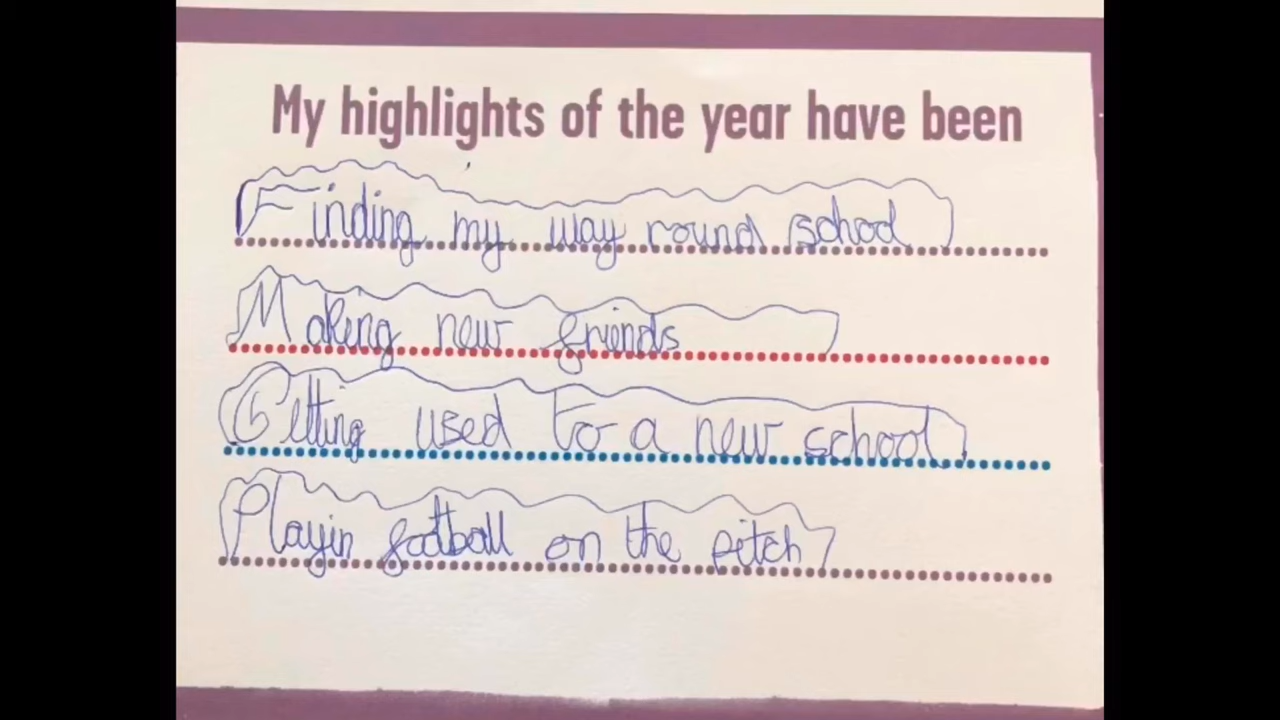 My highlights of the year have been
Finding my way round school
Making new friends
Getting used to a new school
Playin football on the pitch